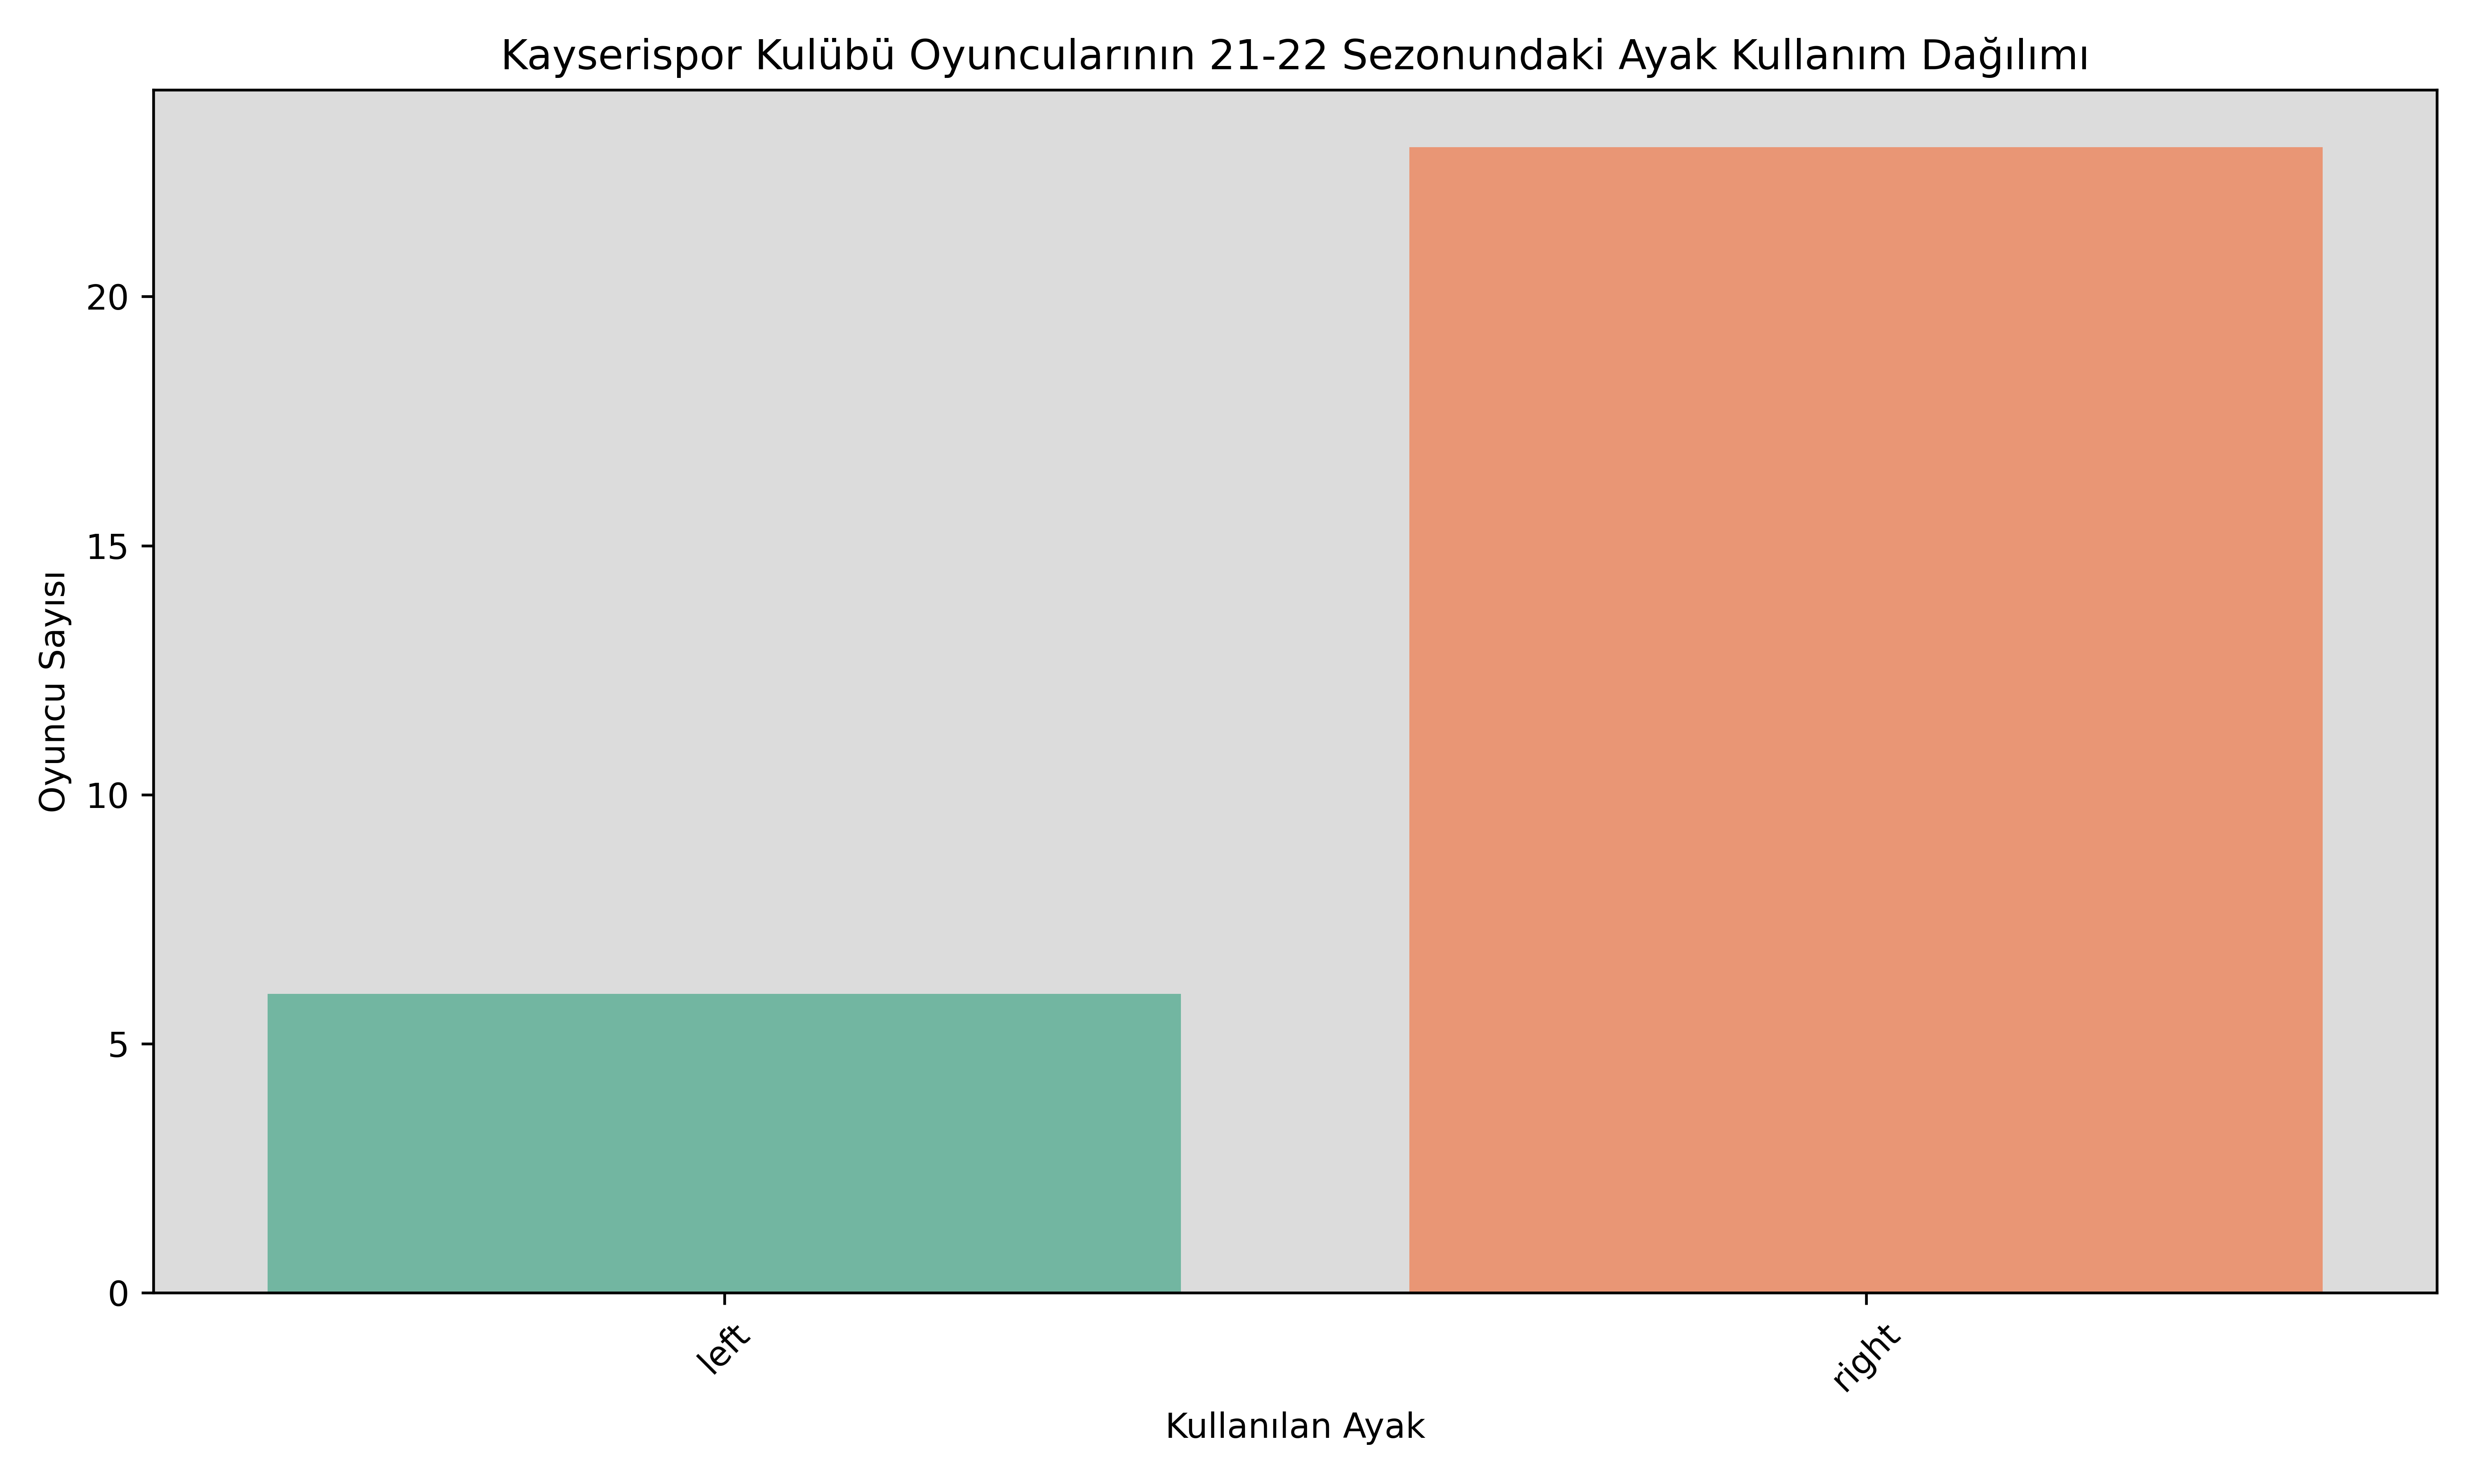 Kayserispor Kulübü Oyuncularının 21-22 Sezonundaki Ayak Kullanım Dağılımı
Oyuncu Sayısı
20
15
10
5
0
left
right
Kullanılan Ayak